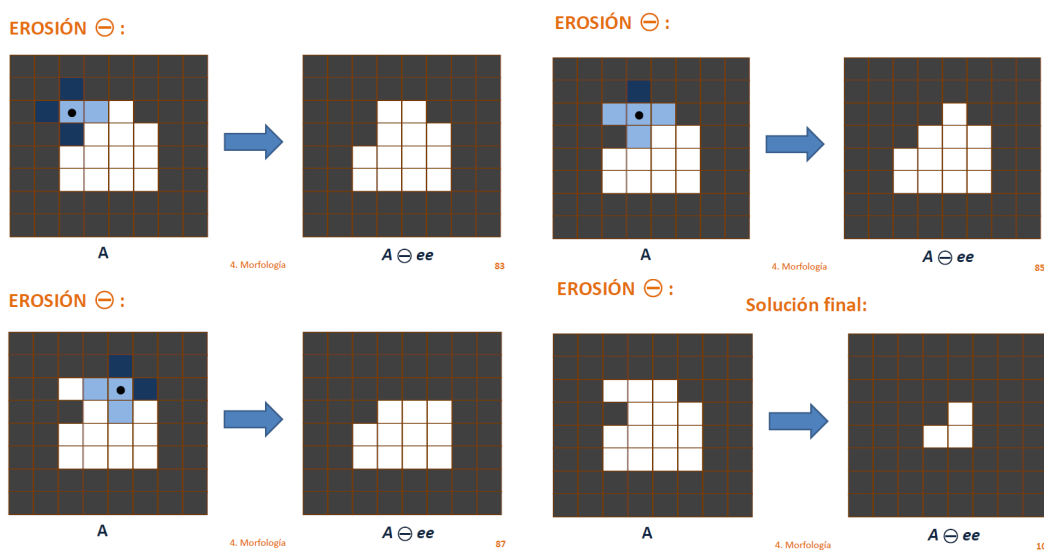 EROSIÓN ⊖ :
A
A ⊖ ee
4. Morfología
83
EROSIÓN ⊖ :
A
A ⊖ ee
4. Morfología
85
EROSIÓN ⊖ :
A
A ⊖ ee
4. Morfología
87
EROSIÓN ⊖ :
Solución final:
A
A ⊖ ee
4. Morfología